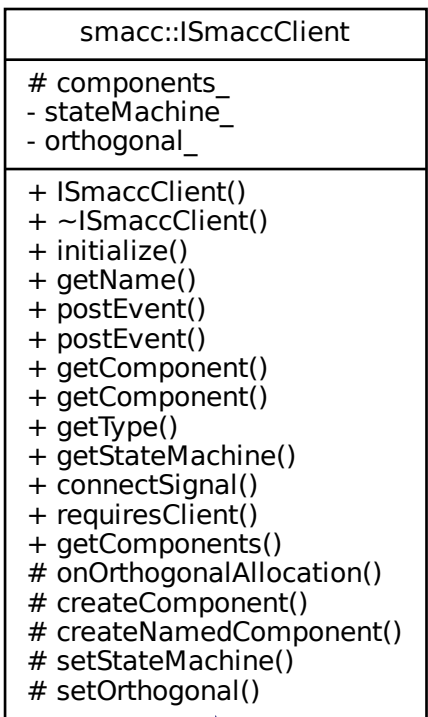 smacc::ISmaccClient
# components_
- stateMachine_
- orthogonal_
+ ISmaccClient()
+ ~ISmaccClient()
+ initialize()
+ getName()
+ postEvent()
+ postEvent()
+ getComponent()
+ getComponent()
+ getType()
+ getStateMachine()
+ connectSignal()
+ requiresClient()
+ getComponents()
# onOrthogonalAllocation()
# createComponent()
# createNamedComponent()
# setStateMachine()
# setOrthogonal()